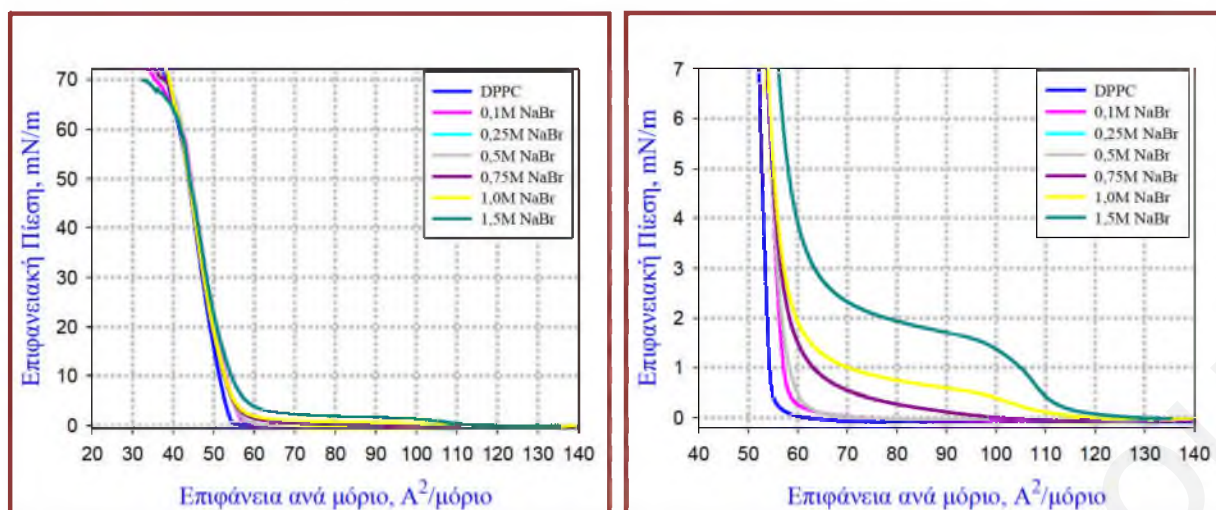 Επιφανειακή Πίεση, mN/m
70
60
50
40
30
20
10
0
20 30 40 50 60 70 80 90 100 110 120 130 140
Επιφάνεια ανά μόριο, A²/μόριο
DPPC
0,1M NaBr
0,25M NaBr
0,5M NaBr
0,75M NaBr
1,0M NaBr
1,5M NaBr
Επιφανειακή Πίεση, mN/m
7
6
5
4
3
2
1
0
40 50 60 70 80 90 100 110 120 130 140
Επιφάνεια ανά μόριο, A²/μόριο
DPPC
0,1M NaBr
0,25M NaBr
0,5M NaBr
0,75M NaBr
1,0M NaBr
1,5M NaBr